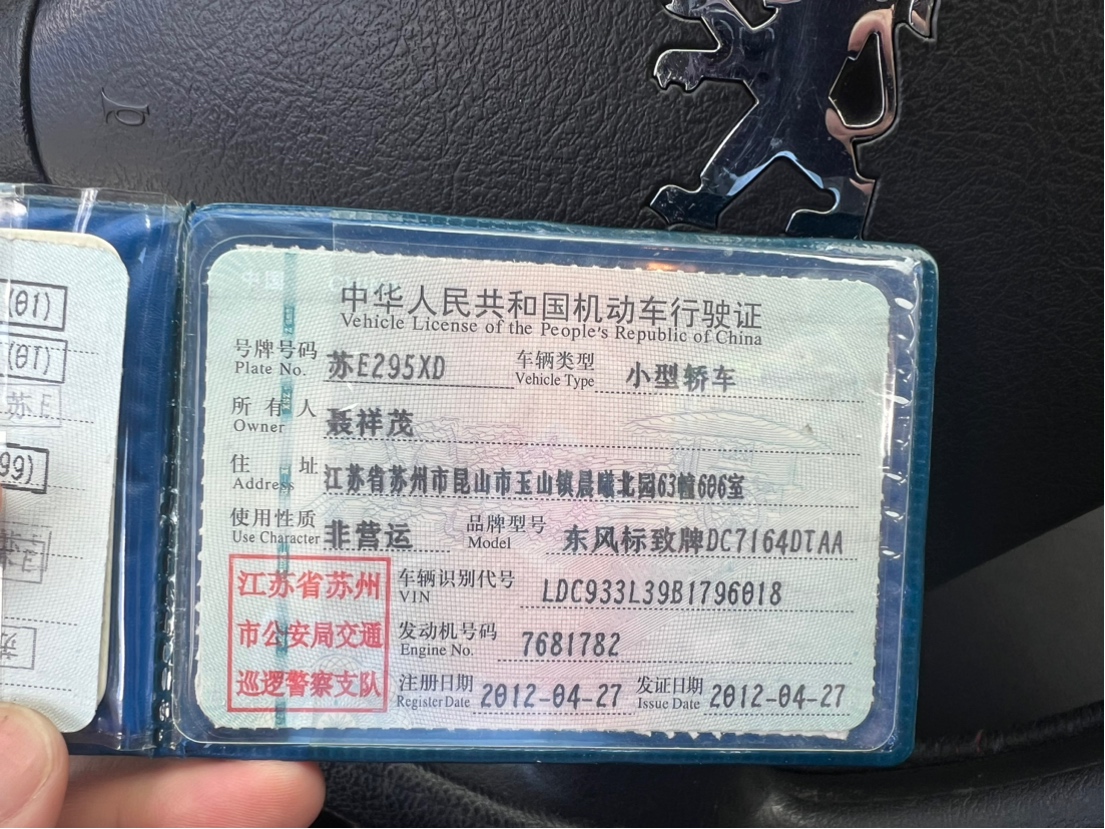 (01)
(01)
苏E
99)
中华人民共和国机动车行驶证
Vehicle License of the People's Republic of China
号牌号码 苏E295XD 车辆类型 小型轿车
Plate No. Vehicle Type
所有人 聂祥茂
Owner
住址 江苏省苏州市昆山市玉山镇晨曦北园63幢606室
Address
使用性质 非营运 品牌型号 东风标致牌DC7164DTAA
Use Character Model
江苏省苏州
市公安局交通
巡逻警察支队
车辆识别代号 LDC933L39B1796018
VIN
发动机号码 7681782
Engine No.
注册日期 2012-04-27 发证日期 2012-04-27
Register Date Issue Date